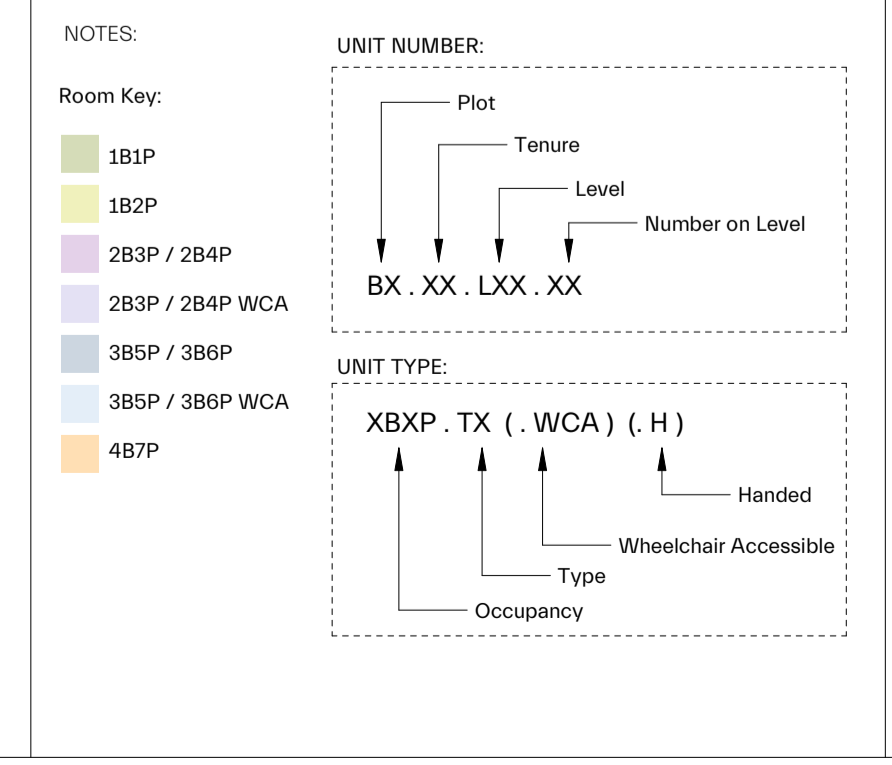 NOTES:
Room Key:
1B1P
1B2P
2B3P / 2B4P
2B3P / 2B4P WCA
3B5P / 3B6P
3B5P / 3B6P WCA
4B7P
UNIT NUMBER:
Plot
Tenure
Level
Number on Level
BX . XX . LXX . XX
UNIT TYPE:
XBXP . TX ( . WCA ) (. H )
Handed
Wheelchair Accessible
Type
Occupancy